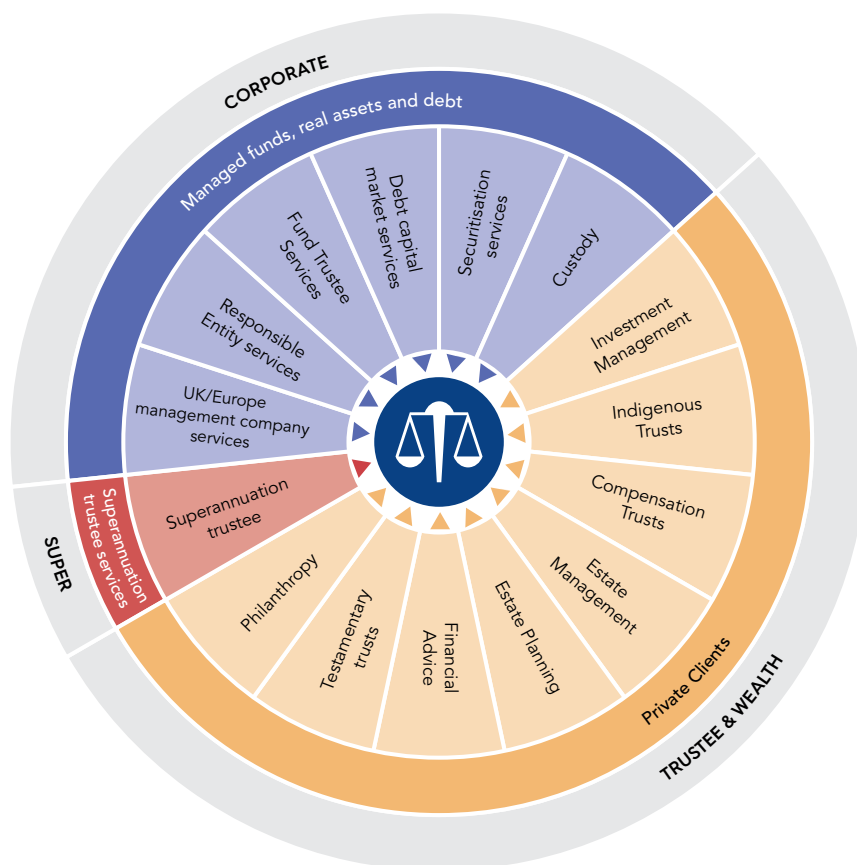 CORPORATE
Managed funds, real assets and debt
UK/Europe
management company
services
Responsible
Entity services
Fund Trustee
Services
Debt capital
market services
Securitisation
services
Custody
TRUSTEE & WEALTH
Private Clients
Investment
Management
Indigenous
Trusts
Compensation
Trusts
Estate
Management
Estate Planning
Financial
Advice
Testamentary
trusts
Philanthropy
SUPER
Superannuation
trustee services
Superannuation
trustee